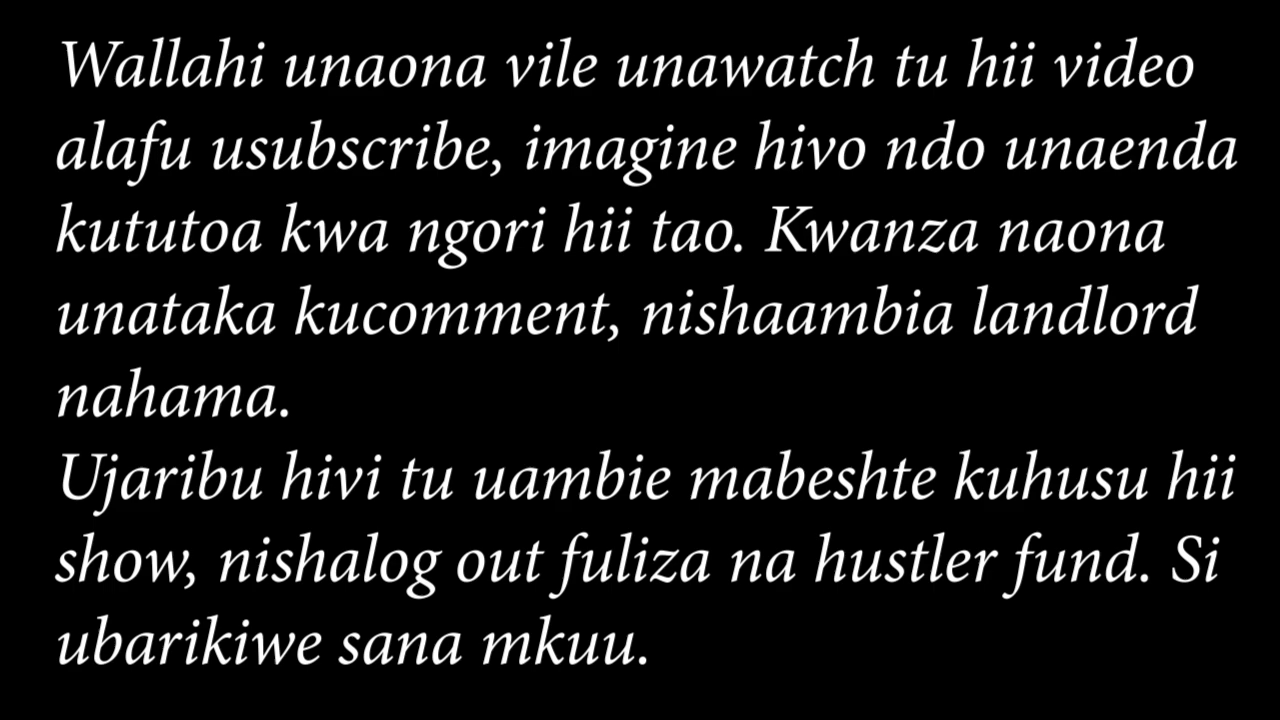 Wallahi unaona vile unawatch tu hii video
alafu usubscribe, imagine hivo ndo unaenda
kututoa kwa ngori hii tao. Kwanza naona
unataka kucomment, nishaambia landlord
nahama.
Ujaribu hivi tu uambie mabeshte kuhusu hii
show, nishalog out fuliza na hustler fund. Si
ubarikiwe sana mkuu.